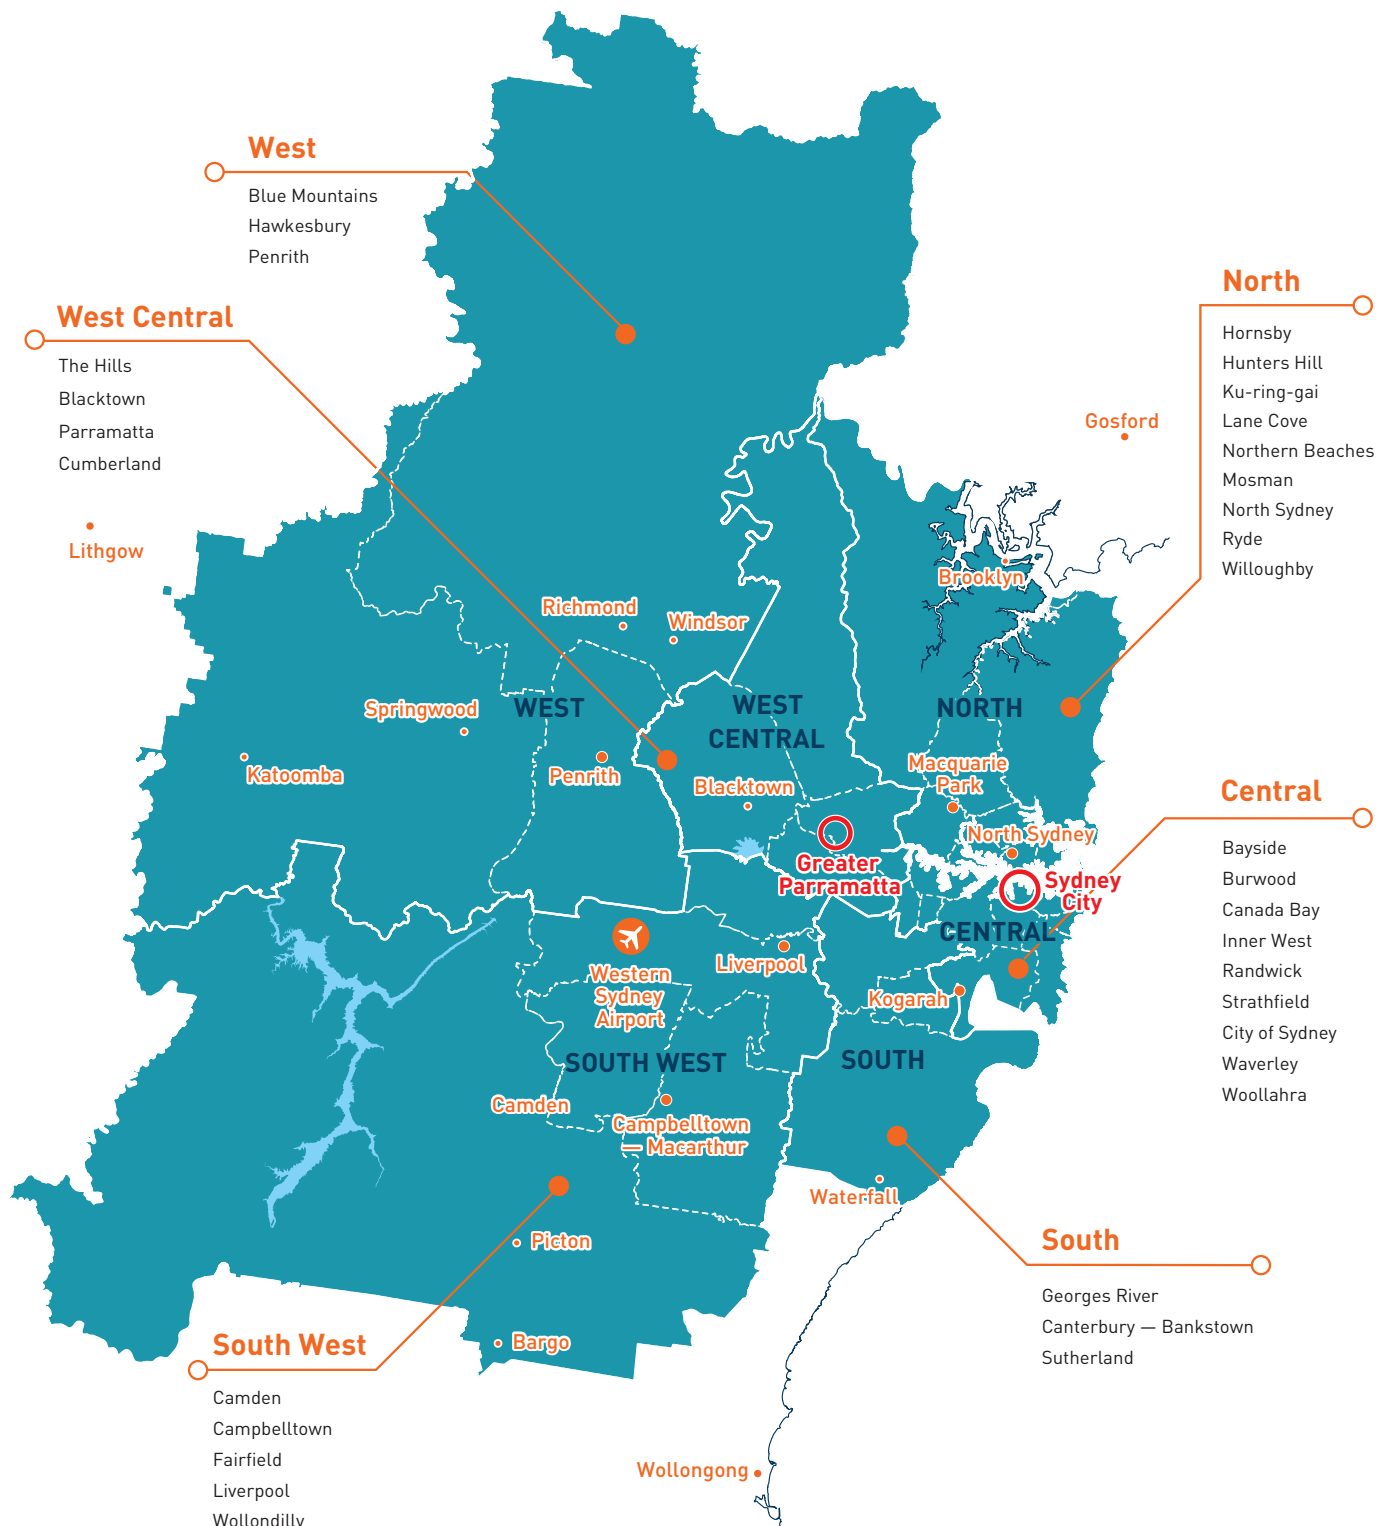 West
Blue Mountains
Hawkesbury
Penrith
West Central
The Hills
Blacktown
Parramatta
Cumberland
North
Hornsby
Hunters Hill
Ku-ring-gai
Lane Cove
Northern Beaches
Mosman
North Sydney
Ryde
Willoughby
Gosford
Lithgow
Brooklyn
Richmond
Windsor
Springwood
WEST
WEST
CENTRAL
NORTH
Katoomba
Penrith
Blacktown
Macquarie
Park
North Sydney
Greater
Parramatta
Sydney
City
CENTRAL
Central
Bayside
Burwood
Canada Bay
Inner West
Randwick
Strathfield
City of Sydney
Waverley
Woollahra
Western
Sydney
Airport
Liverpool
Kogarah
SOUTH WEST
SOUTH
Camden
Campbelltown
— Macarthur
Waterfall
Picton
Bargo
South
Georges River
Canterbury — Bankstown
Sutherland
South West
Camden
Campbelltown
Fairfield
Liverpool
Wollondilly
Wollongong